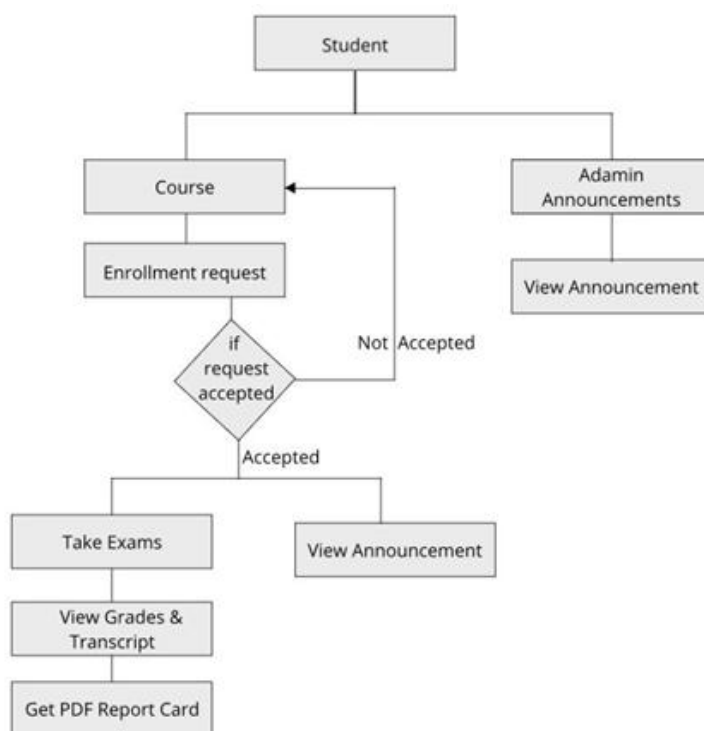 Student
Course
Adamin
Announcements
Enrollment request
View Announcement
if
request
accepted
Not Accepted
Accepted
Take Exams
View Announcement
View Grades &
Transcript
Get PDF Report Card